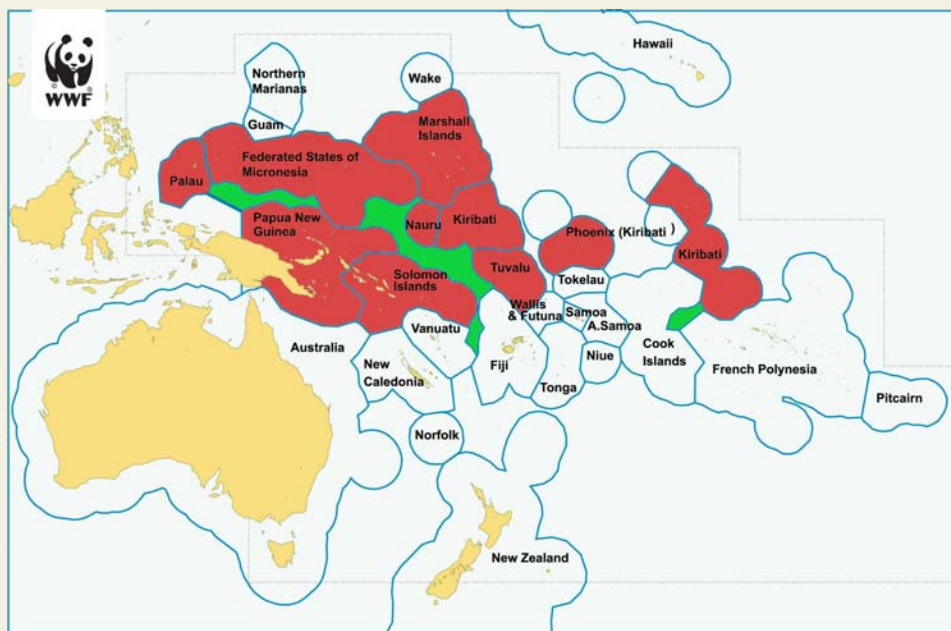 WWF
Hawaii
Northern
Marianas
Wake
Guam
Marshall
Islands
Federated States of
Micronesia
Palau
Papua New
Guinea
Nauru
Kiribati
Phoenix (Kiribati )
Kiribati
Solomon
Islands
Tuvalu
Tokelau
Wallis
& Futuna
Samoa
A.Samoa
Vanuatu
Australia
New
Caledonia
Fiji
Niue
Cook
Islands
French Polynesia
Tonga
Pitcairn
Norfolk
New Zealand